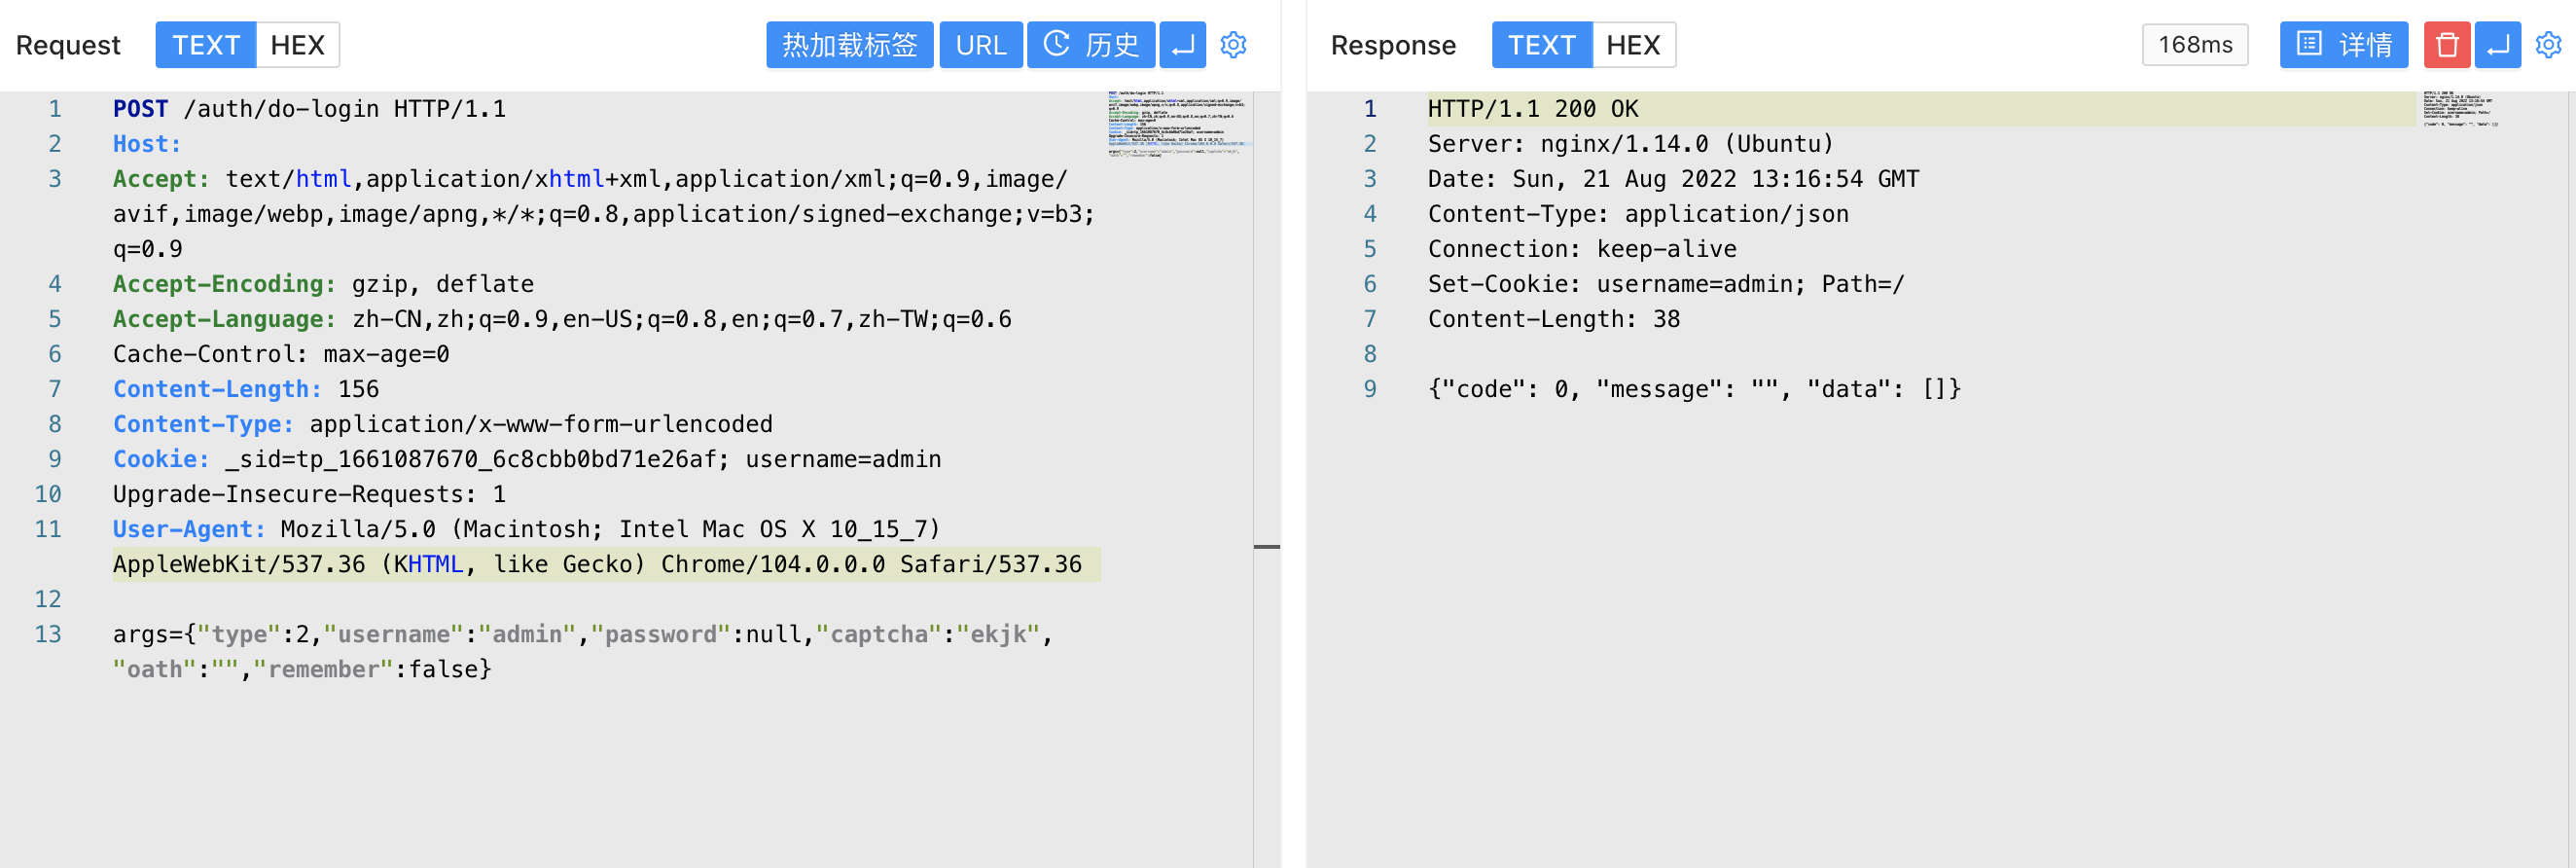 Request TEXT HEX 热加载标签 URL 历史
1 POST /auth/do-login HTTP/1.1
2 Host:
3 Accept: text/html,application/xhtml+xml,application/xml;q=0.9,image/
avif,image/webp,image/apng,*/*;q=0.8,application/signed-exchange;v=b3;
q=0.9
4 Accept-Encoding: gzip, deflate
5 Accept-Language: zh-CN,zh;q=0.9,en-US;q=0.8,en;q=0.7,zh-TW;q=0.6
6 Cache-Control: max-age=0
7 Content-Length: 156
8 Content-Type: application/x-www-form-urlencoded
9 Cookie: _sid=tp_1661087670_6c8cbb0bd71e26af; username=admin
10 Upgrade-Insecure-Requests: 1
11 User-Agent: Mozilla/5.0 (Macintosh; Intel Mac OS X 10_15_7)
AppleWebKit/537.36 (KHTML, like Gecko) Chrome/104.0.0.0 Safari/537.36
12
13 args={"type":2,"username":"admin","password":null,"captcha":"ekjk",
"oath":"","remember":false}
Response TEXT HEX 168ms 详情
1 HTTP/1.1 200 OK
2 Server: nginx/1.14.0 (Ubuntu)
3 Date: Sun, 21 Aug 2022 13:16:54 GMT
4 Content-Type: application/json
5 Connection: keep-alive
6 Set-Cookie: username=admin; Path=/
7 Content-Length: 38
8
9 {"code": 0, "message": "", "data": []}